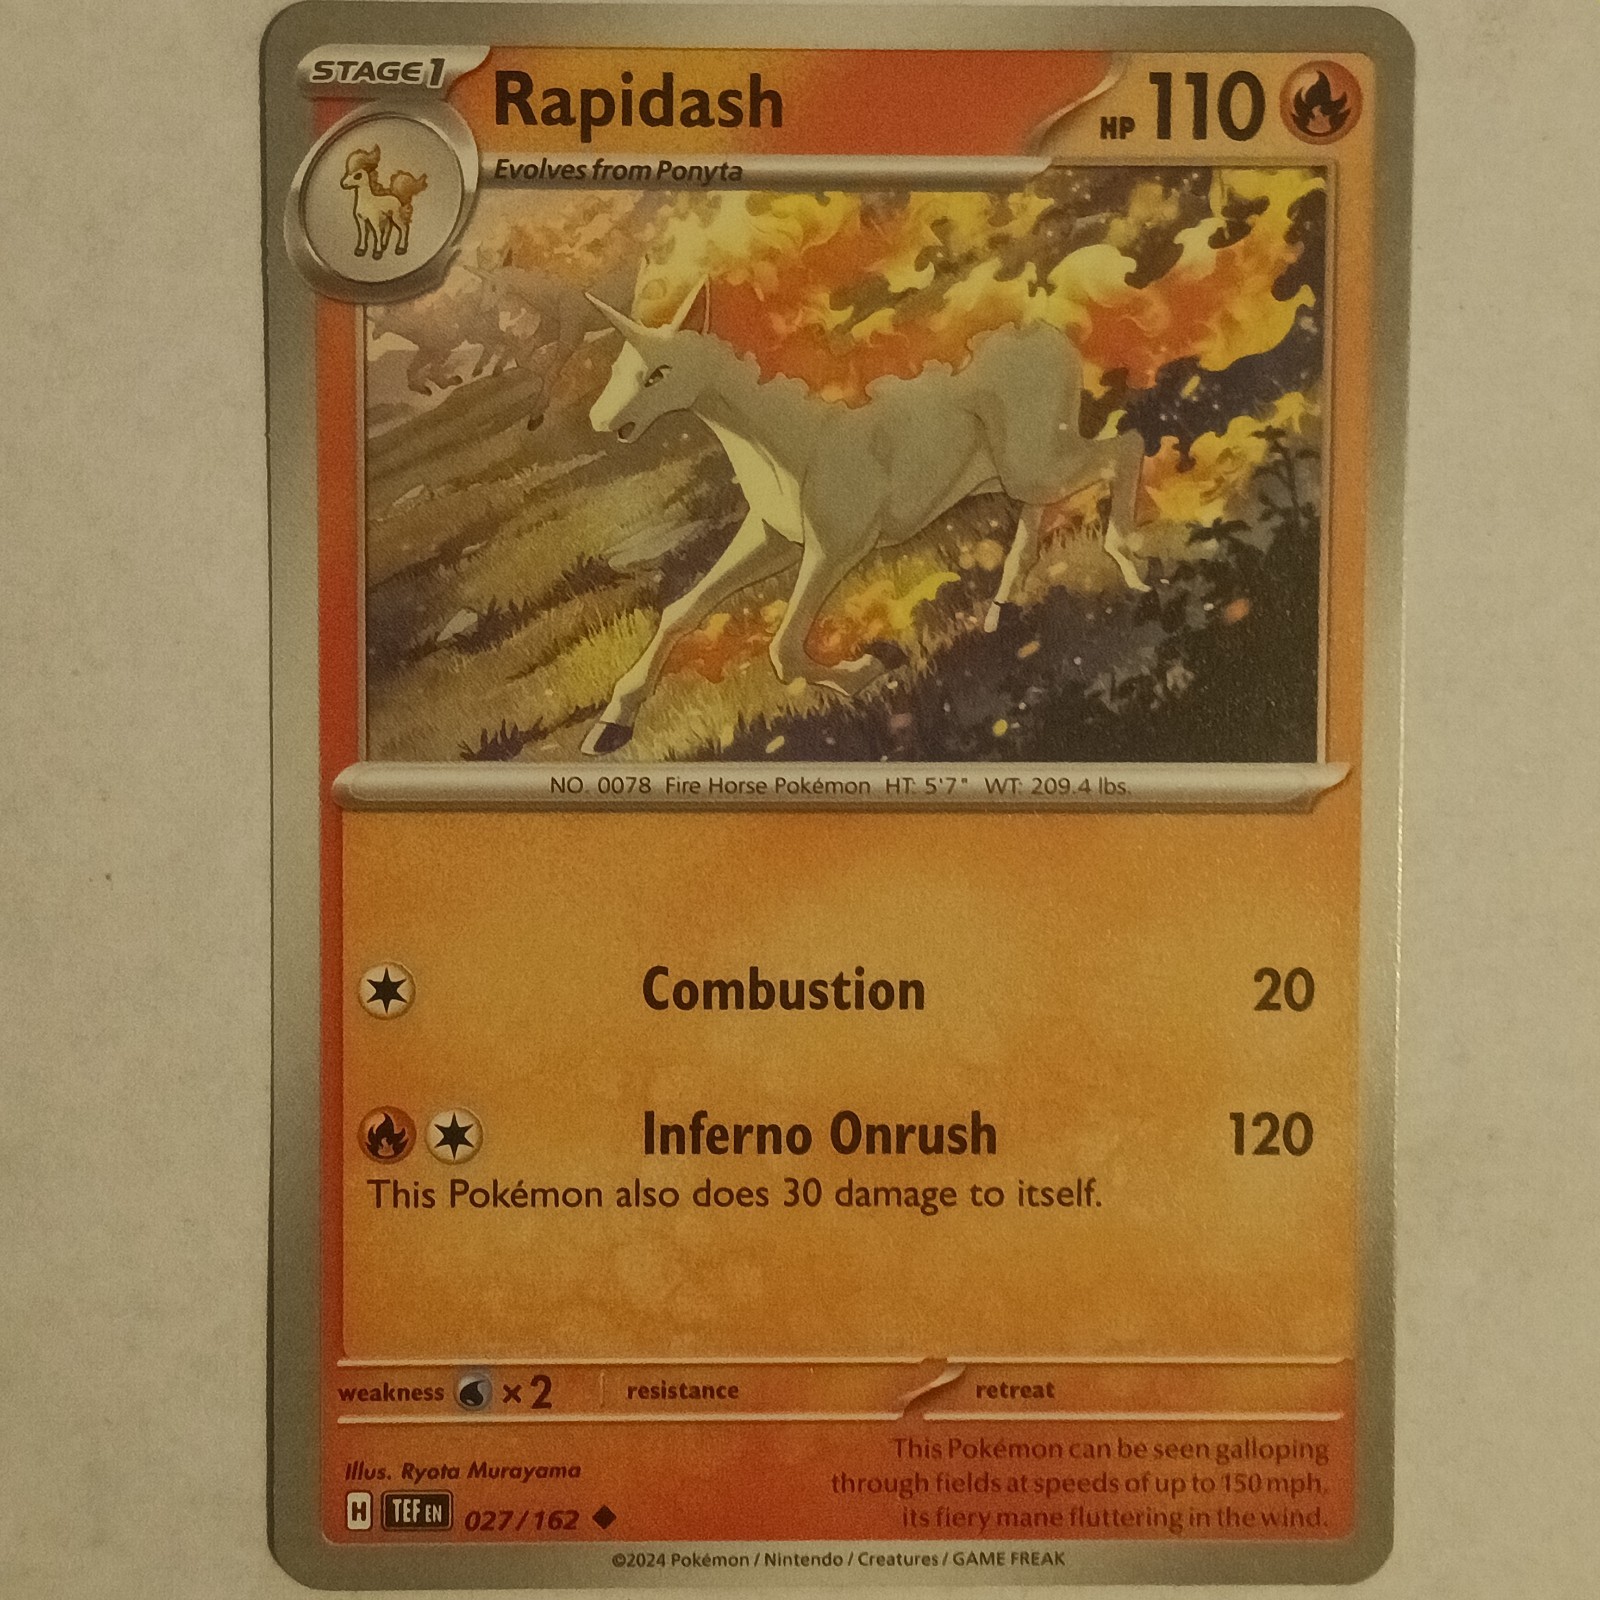 STAGE 1
Rapidash
HP 110
Evolves from Ponyta
NO. 0078 Fire Horse Pokémon HT: 5'7" WT: 209.4 lbs.
Combustion 20
Inferno Onrush 120
This Pokémon also does 30 damage to itself.
weakness ×2 resistance retreat
This Pokémon can be seen galloping
through fields at speeds of up to 150 mph,
its fiery mane fluttering in the wind.
Illus. Ryota Murayama
H TEF EN 027/162
©2024 Pokémon / Nintendo / Creatures / GAME FREAK